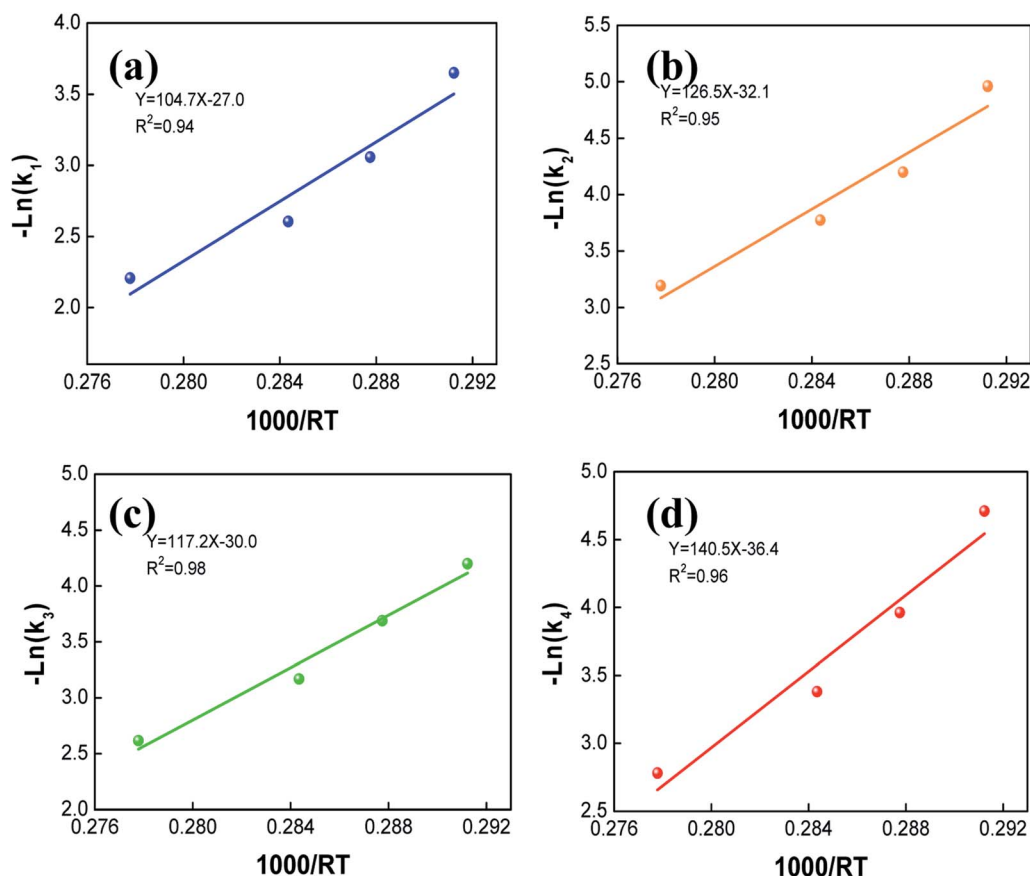 (a)
Y=104.7X-27.0
R²=0.94
-Ln(k₁)
4.0
3.5
3.0
2.5
2.0
0.276 0.280 0.284 0.288 0.292
1000/RT
(b)
Y=126.5X-32.1
R²=0.95
-Ln(k₂)
5.5
5.0
4.5
4.0
3.5
3.0
2.5
0.276 0.280 0.284 0.288 0.292
1000/RT
(c)
Y=117.2X-30.0
R²=0.98
-Ln(k₃)
5.0
4.5
4.0
3.5
3.0
2.5
2.0
0.276 0.280 0.284 0.288 0.292
1000/RT
(d)
Y=140.5X-36.4
R²=0.96
-Ln(k₄)
5.0
4.5
4.0
3.5
3.0
2.5
0.276 0.280 0.284 0.288 0.292
1000/RT